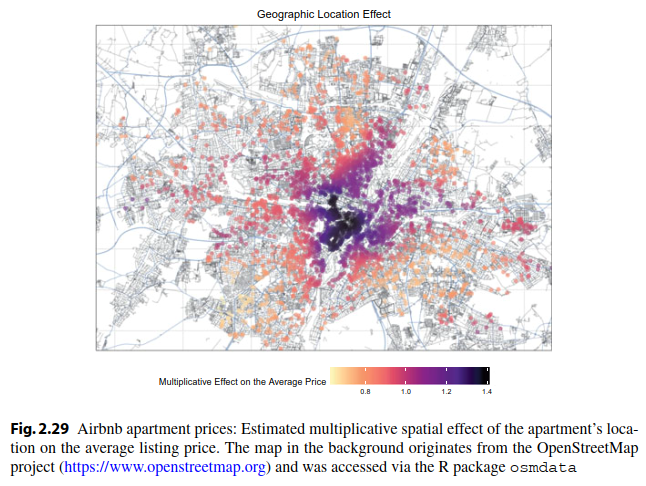 Geographic Location Effect
Multiplicative Effect on the Average Price
0.8 1.0 1.2 1.4
Fig. 2.29 Airbnb apartment prices: Estimated multiplicative spatial effect of the apartment's loca-
tion on the average listing price. The map in the background originates from the OpenStreetMap
project (https://www.openstreetmap.org) and was accessed via the R package osmdata